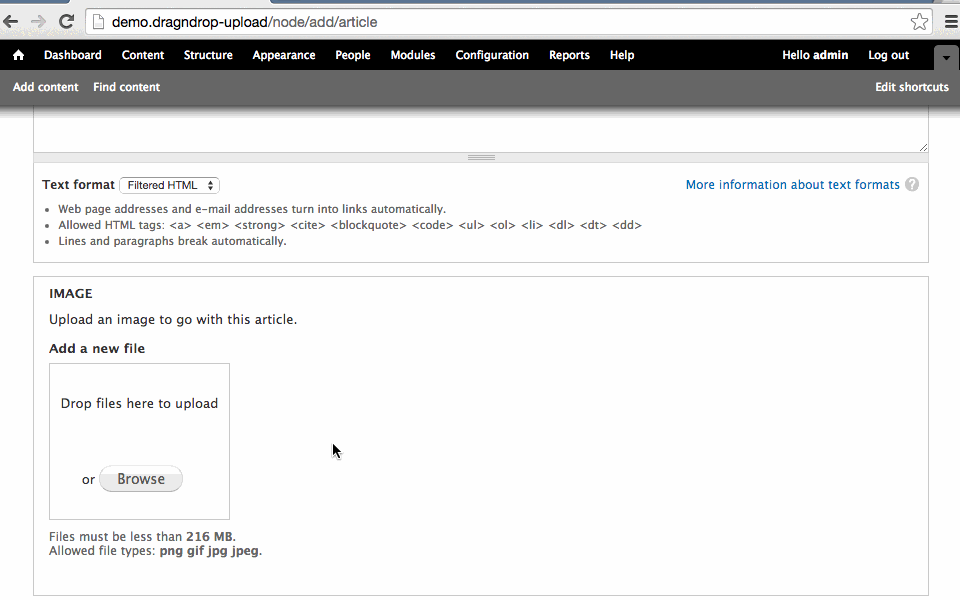 demo.dragndrop-upload/node/add/article
Dashboard Content Structure Appearance People Modules Configuration Reports Help Hello admin Log out
Add content Find content Edit shortcuts
Text format Filtered HTML More information about text formats ?
• Web page addresses and e-mail addresses turn into links automatically.
• Allowed HTML tags: <a> <em> <strong> <cite> <blockquote> <code> <ul> <ol> <li> <dl> <dt> <dd>
• Lines and paragraphs break automatically.
IMAGE
Upload an image to go with this article.
Add a new file
Drop files here to upload
or Browse
Files must be less than 216 MB.
Allowed file types: png gif jpg jpeg.